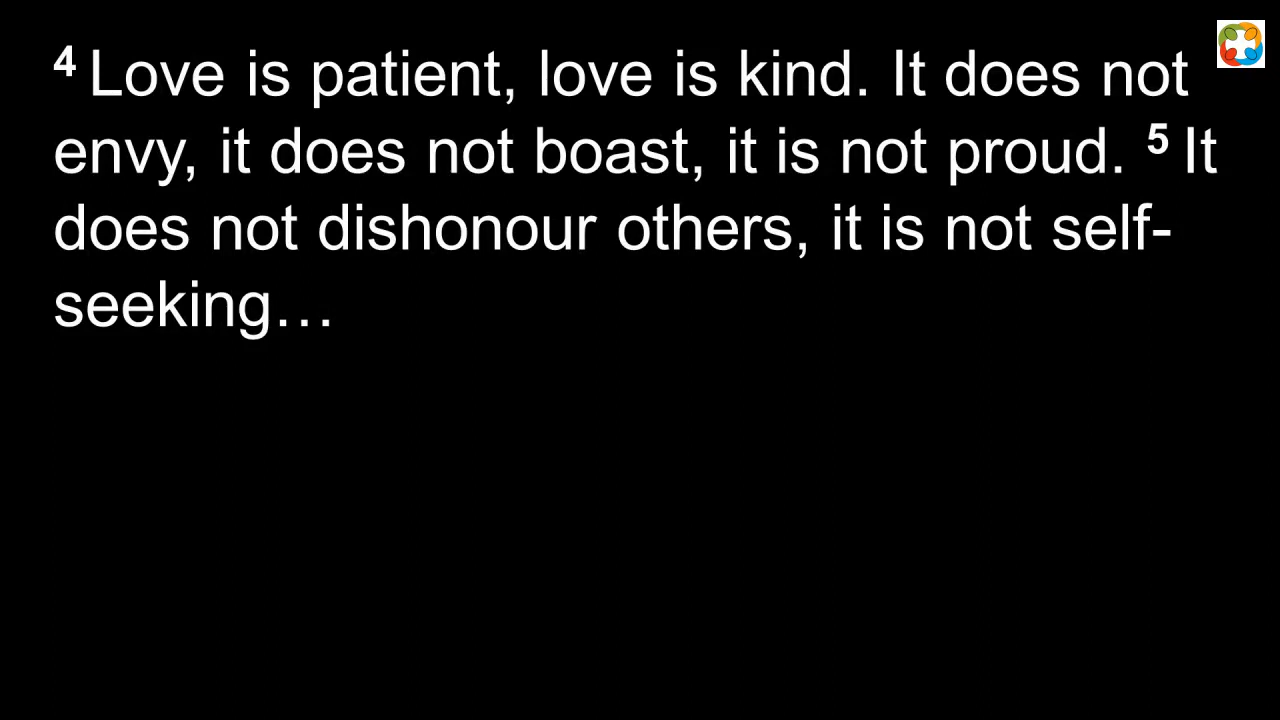 4 Love is patient, love is kind. It does not
envy, it does not boast, it is not proud. 5 It
does not dishonour others, it is not self-
seeking…